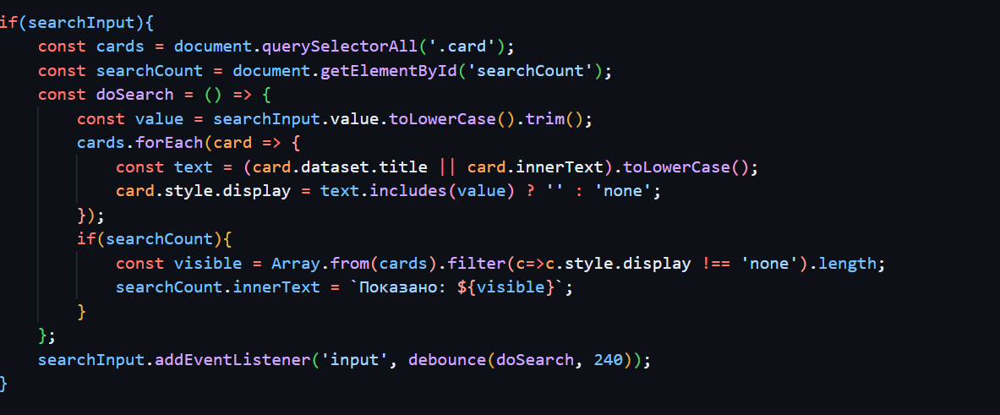 if(searchInput){
    const cards = document.querySelectorAll('.card');
    const searchCount = document.getElementById('searchCount');
    const doSearch = () => {
        const value = searchInput.value.toLowerCase().trim();
        cards.forEach(card => {
            const text = (card.dataset.title || card.innerText).toLowerCase();
            card.style.display = text.includes(value) ? '' : 'none';
        });
        if(searchCount){
            const visible = Array.from(cards).filter(c=>c.style.display !== 'none').length;
            searchCount.innerText = `Показано: ${visible}`;
        }
    };
    searchInput.addEventListener('input', debounce(doSearch, 240));
}